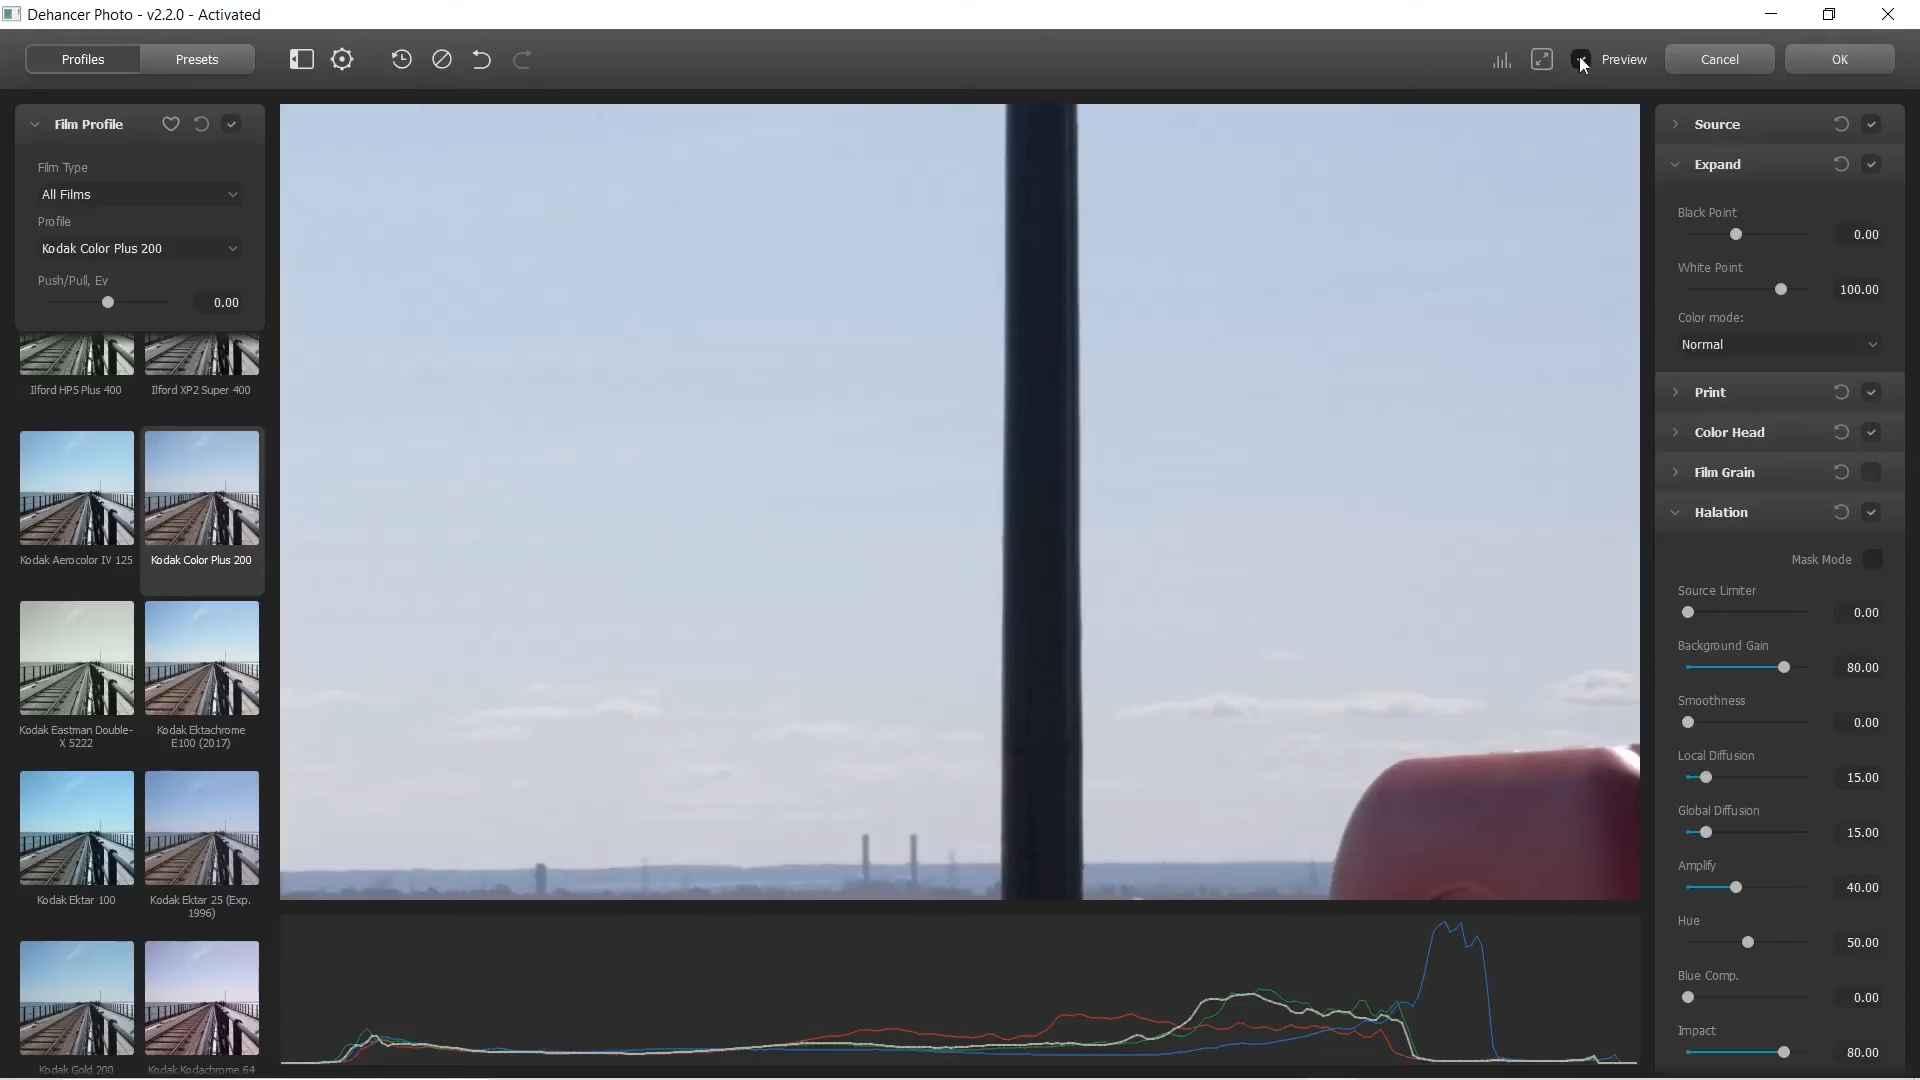 Dehancer Photo - v2.2.0 - Activated
Profiles
Presets
Preview
Cancel
OK
Film Profile
Film Type
All Films
Profile
Kodak Color Plus 200
Push/Pull, Ev
0.00
Ilford HP5 Plus 400
Ilford XP2 Super 400
Kodak Aerocolor IV 125
Kodak Color Plus 200
Kodak Eastman Double-
X 5222
Kodak Ektachrome
E100 (2017)
Kodak Ektar 100
Kodak Ektar 25 (Exp.
1996)
Kodak Gold 200
Kodak Kodachrome 64
Source
Expand
Black Point
0.00
White Point
100.00
Color mode:
Normal
Print
Color Head
Film Grain
Halation
Mask Mode
Source Limiter
0.00
Background Gain
80.00
Smoothness
0.00
Local Diffusion
15.00
Global Diffusion
15.00
Amplify
40.00
Hue
50.00
Blue Comp.
0.00
Impact
80.00